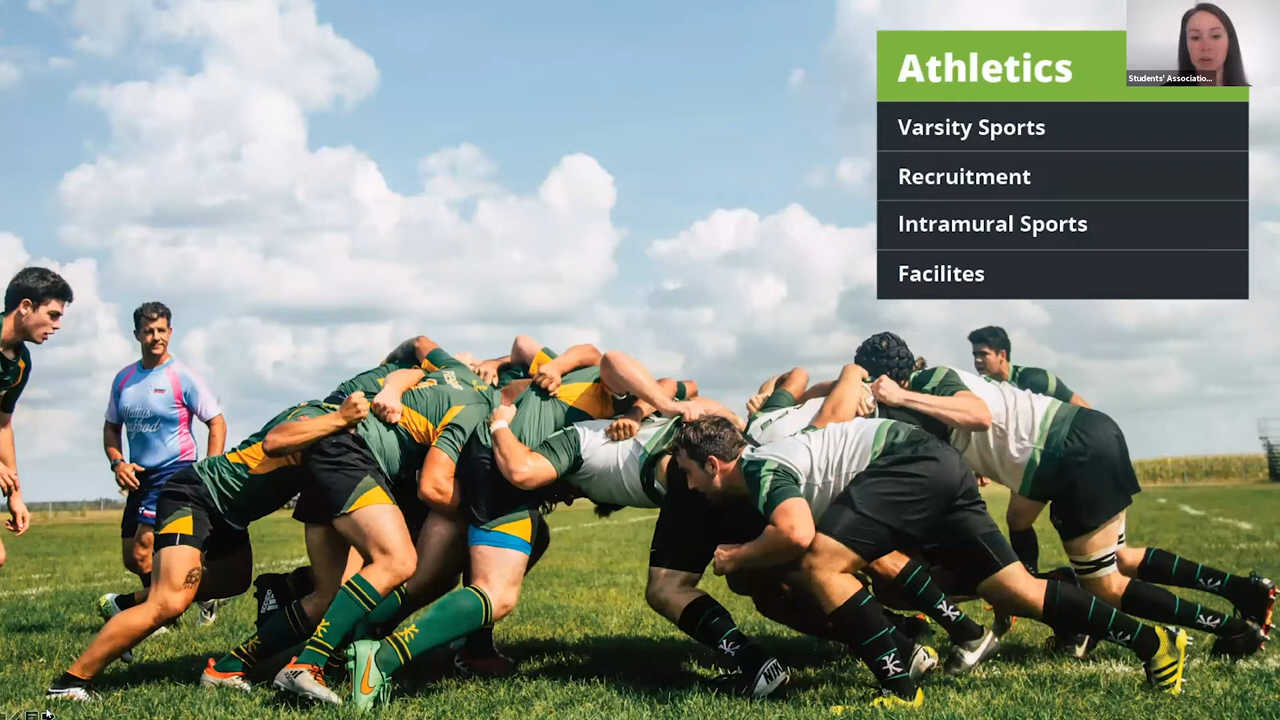 Athletics
Students' Associatio...
Varsity Sports
Recruitment
Intramural Sports
Facilites